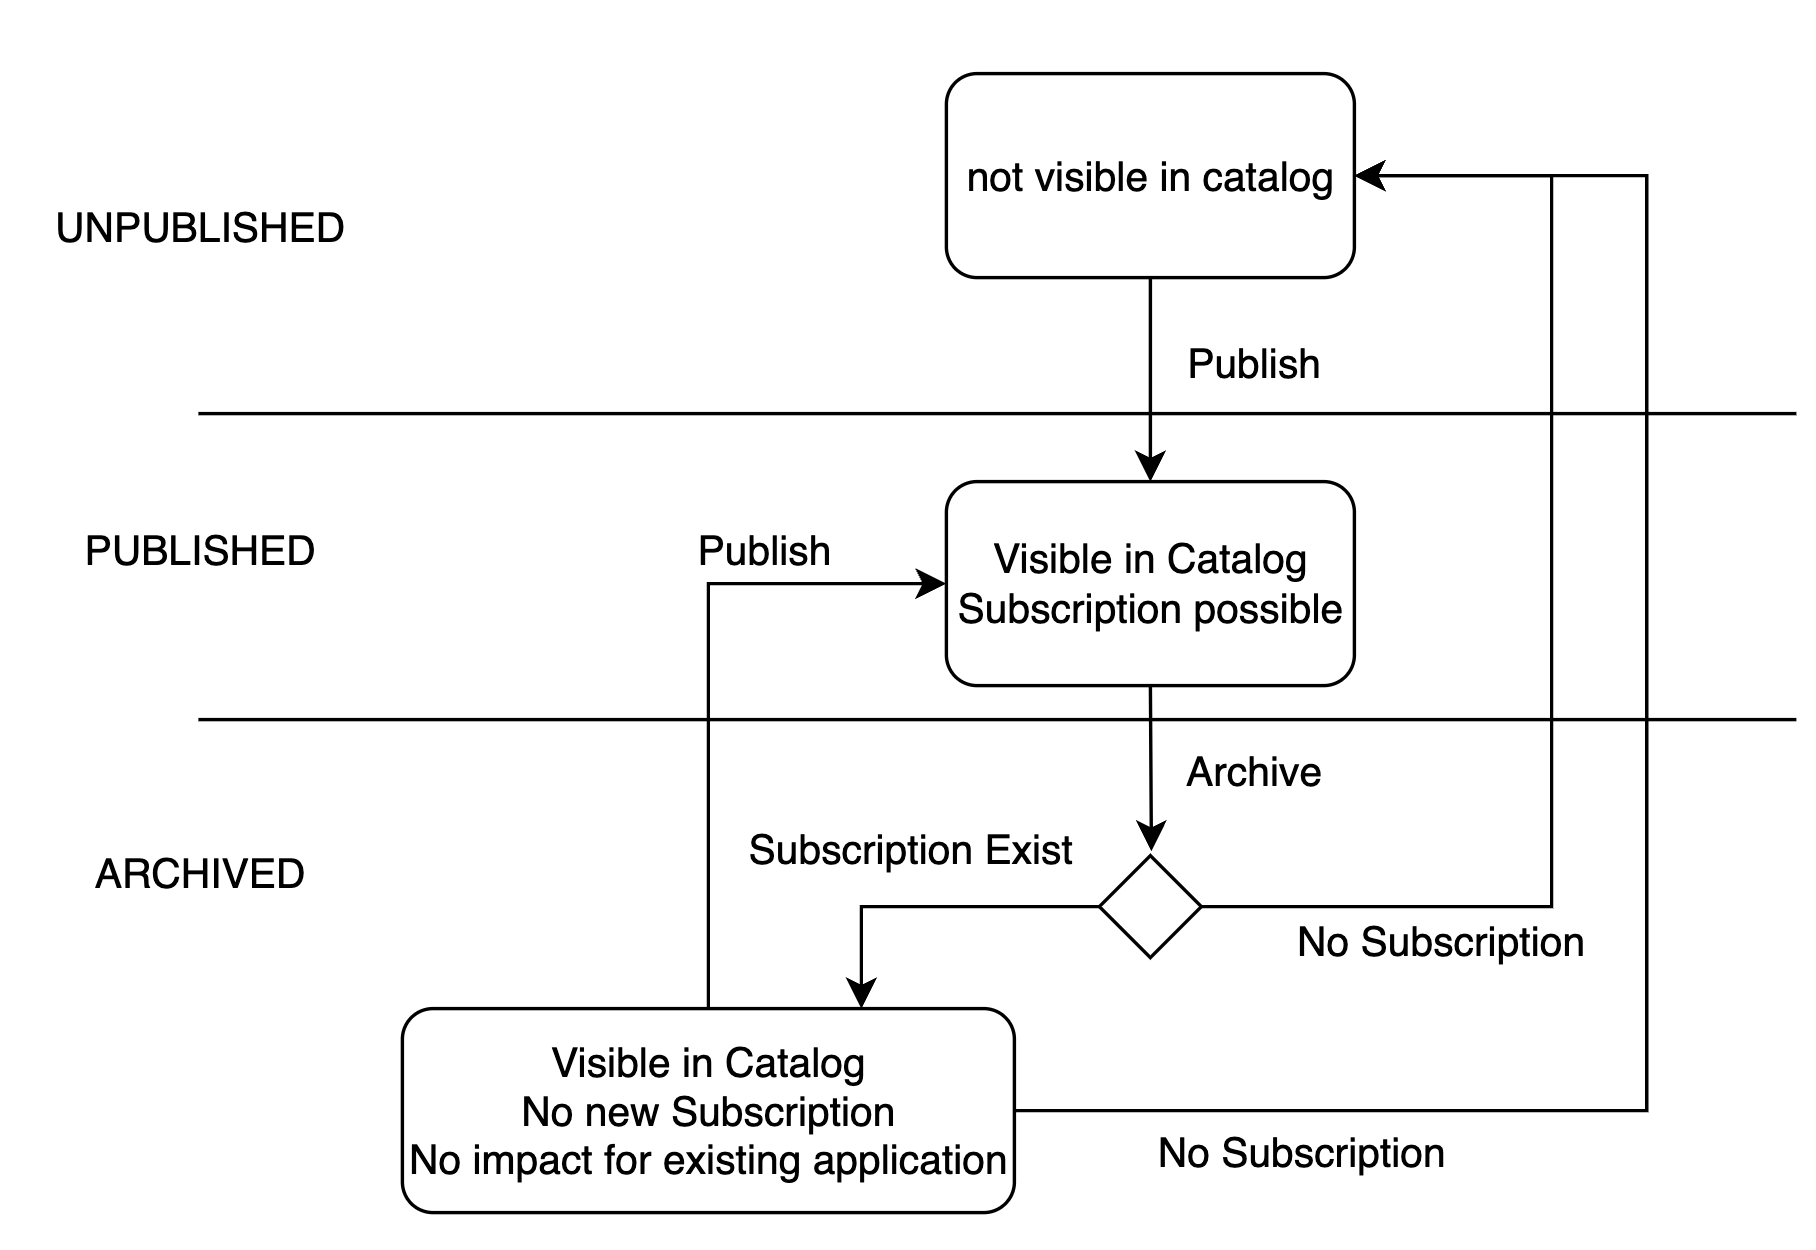 not visible in catalog
UNPUBLISHED
Publish
PUBLISHED
Publish
Visible in Catalog
Subscription possible
Archive
Subscription Exist
ARCHIVED
No Subscription
Visible in Catalog
No new Subscription
No impact for existing application
No Subscription